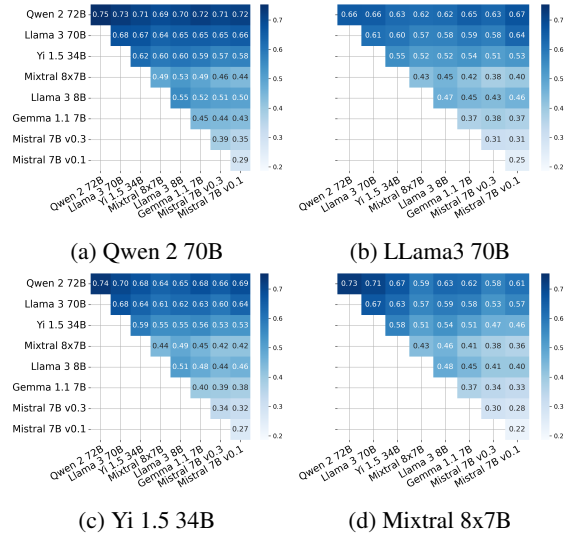 Qwen 2 72B 0.75 0.73 0.71 0.69 0.70 0.72 0.71 0.72
Llama 3 70B 0.68 0.67 0.64 0.65 0.65 0.65 0.66
Yi 1.5 34B 0.62 0.60 0.60 0.59 0.57 0.58
Mixtral 8x7B 0.49 0.53 0.49 0.46 0.44
Llama 3 8B 0.55 0.52 0.51 0.50
Gemma 1.1 7B 0.45 0.44 0.43
Mistral 7B v0.3 0.39 0.35
Mistral 7B v0.1 0.29
Qwen 2 72B Llama 3 70B Yi 1.5 34B Mixtral 8x7B Llama 3 8B Gemma 1.1 7B Mistral 7B v0.3 Mistral 7B v0.1
0.7
0.6
0.5
0.4
0.3
0.2
(a) Qwen 2 70B
0.66 0.66 0.63 0.62 0.62 0.65 0.63 0.67
0.61 0.60 0.57 0.58 0.59 0.58 0.64
0.55 0.52 0.52 0.54 0.51 0.53
0.43 0.45 0.42 0.38 0.40
0.47 0.45 0.43 0.46
0.37 0.38 0.37
0.31 0.31
0.25
Qwen 2 72B Llama 3 70B Yi 1.5 34B Mixtral 8x7B Llama 3 8B Gemma 1.1 7B Mistral 7B v0.3 Mistral 7B v0.1
0.7
0.6
0.5
0.4
0.3
0.2
(b) LLama3 70B
Qwen 2 72B 0.74 0.70 0.68 0.64 0.65 0.68 0.66 0.69
Llama 3 70B 0.68 0.64 0.61 0.62 0.63 0.60 0.64
Yi 1.5 34B 0.59 0.55 0.55 0.56 0.53 0.53
Mixtral 8x7B 0.44 0.49 0.45 0.42 0.42
Llama 3 8B 0.51 0.48 0.44 0.46
Gemma 1.1 7B 0.40 0.39 0.38
Mistral 7B v0.3 0.34 0.32
Mistral 7B v0.1 0.27
Qwen 2 72B Llama 3 70B Yi 1.5 34B Mixtral 8x7B Llama 3 8B Gemma 1.1 7B Mistral 7B v0.3 Mistral 7B v0.1
0.7
0.6
0.5
0.4
0.3
0.2
(c) Yi 1.5 34B
0.73 0.71 0.67 0.59 0.63 0.62 0.58 0.61
0.67 0.63 0.57 0.59 0.58 0.53 0.57
0.58 0.51 0.54 0.51 0.47 0.46
0.43 0.46 0.41 0.38 0.36
0.48 0.45 0.41 0.40
0.37 0.34 0.33
0.30 0.28
0.22
Qwen 2 72B Llama 3 70B Yi 1.5 34B Mixtral 8x7B Llama 3 8B Gemma 1.1 7B Mistral 7B v0.3 Mistral 7B v0.1
0.7
0.6
0.5
0.4
0.3
0.2
(d) Mixtral 8x7B